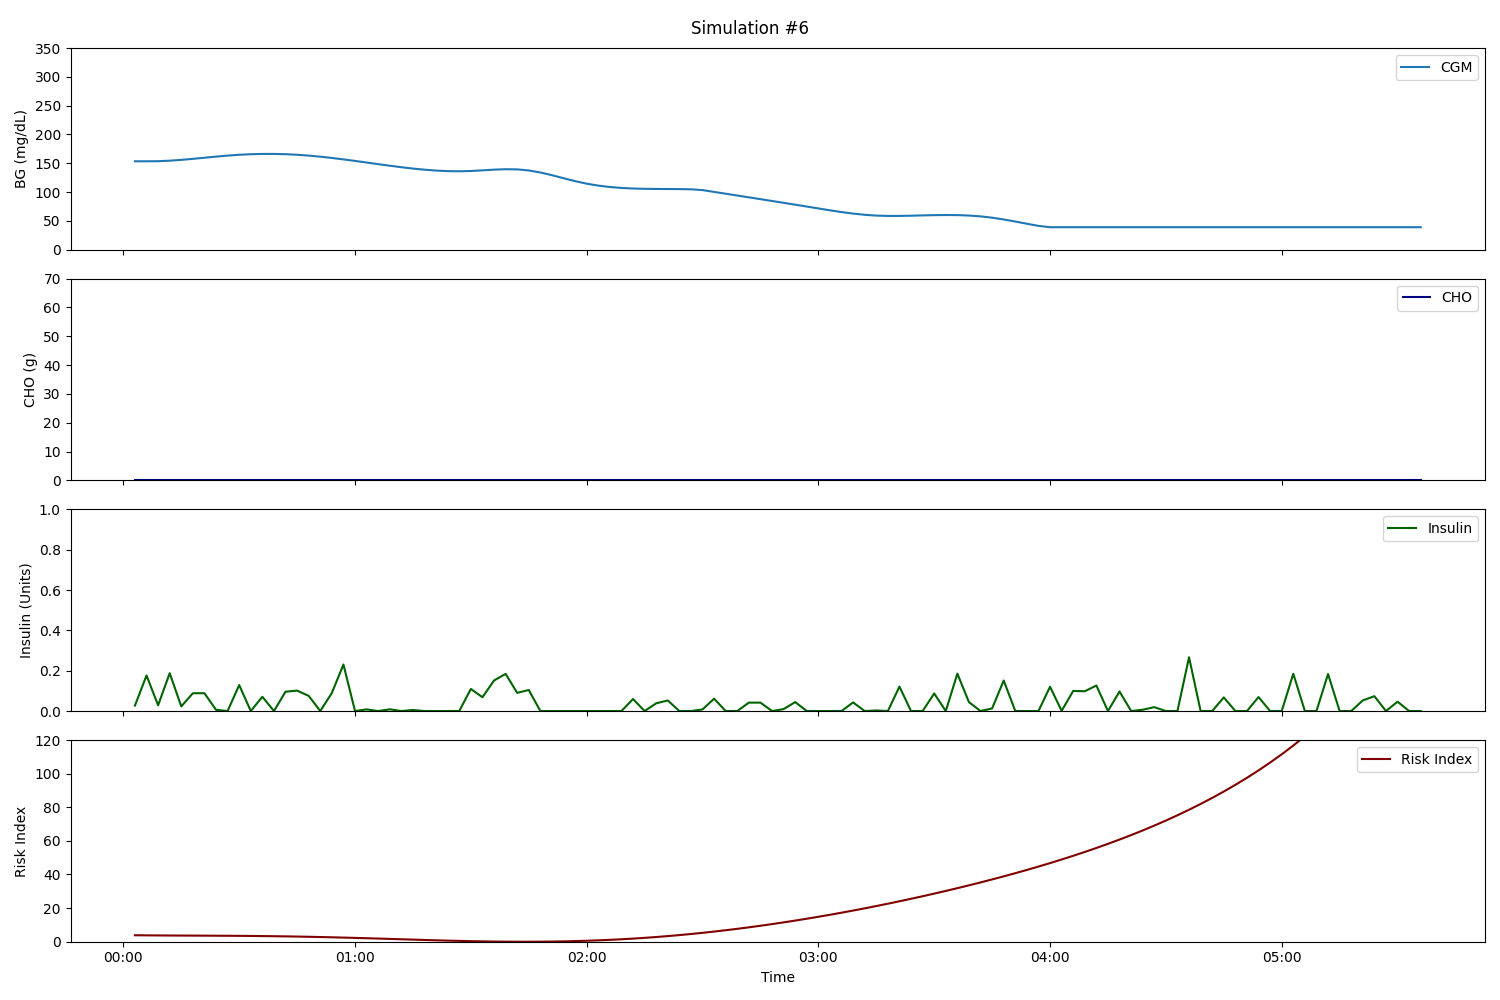 Simulation #6
350
300
250
200
150
100
50
0
BG (mg/dL)
CGM
70
60
50
40
30
20
10
0
CHO (g)
CHO
1.0
0.8
0.6
0.4
0.2
0.0
Insulin (Units)
Insulin
120
100
80
60
40
20
0
Risk Index
Risk Index
00:00 01:00 02:00 03:00 04:00 05:00
Time